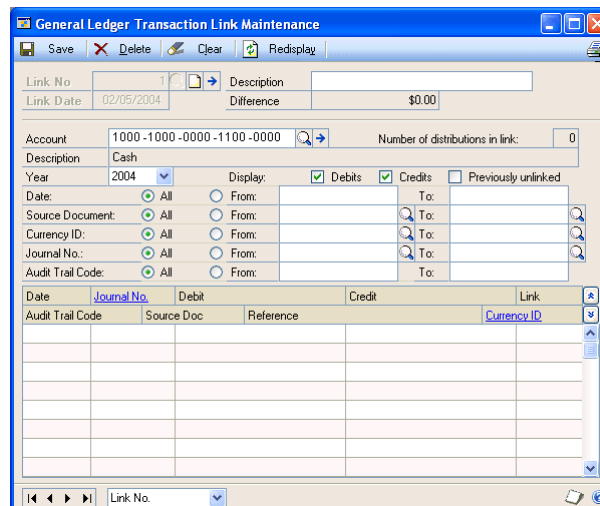 General Ledger Transaction Link Maintenance
Save Delete Clear Redisplay
Link No 1 Description
Link Date 02/05/2004 Difference $0.00
Account 1000 -1000 -0000 -1100 -0000 Number of distributions in link: 0
Description Cash
Year 2004 Display: Debits Credits Previously unlinked
Date: All From: To:
Source Document: All From: To:
Currency ID: All From: To:
Journal No.: All From: To:
Audit Trail Code: All From: To:
Date Journal No. Debit Credit Link
Audit Trail Code Source Doc Reference Currency ID
Link No.